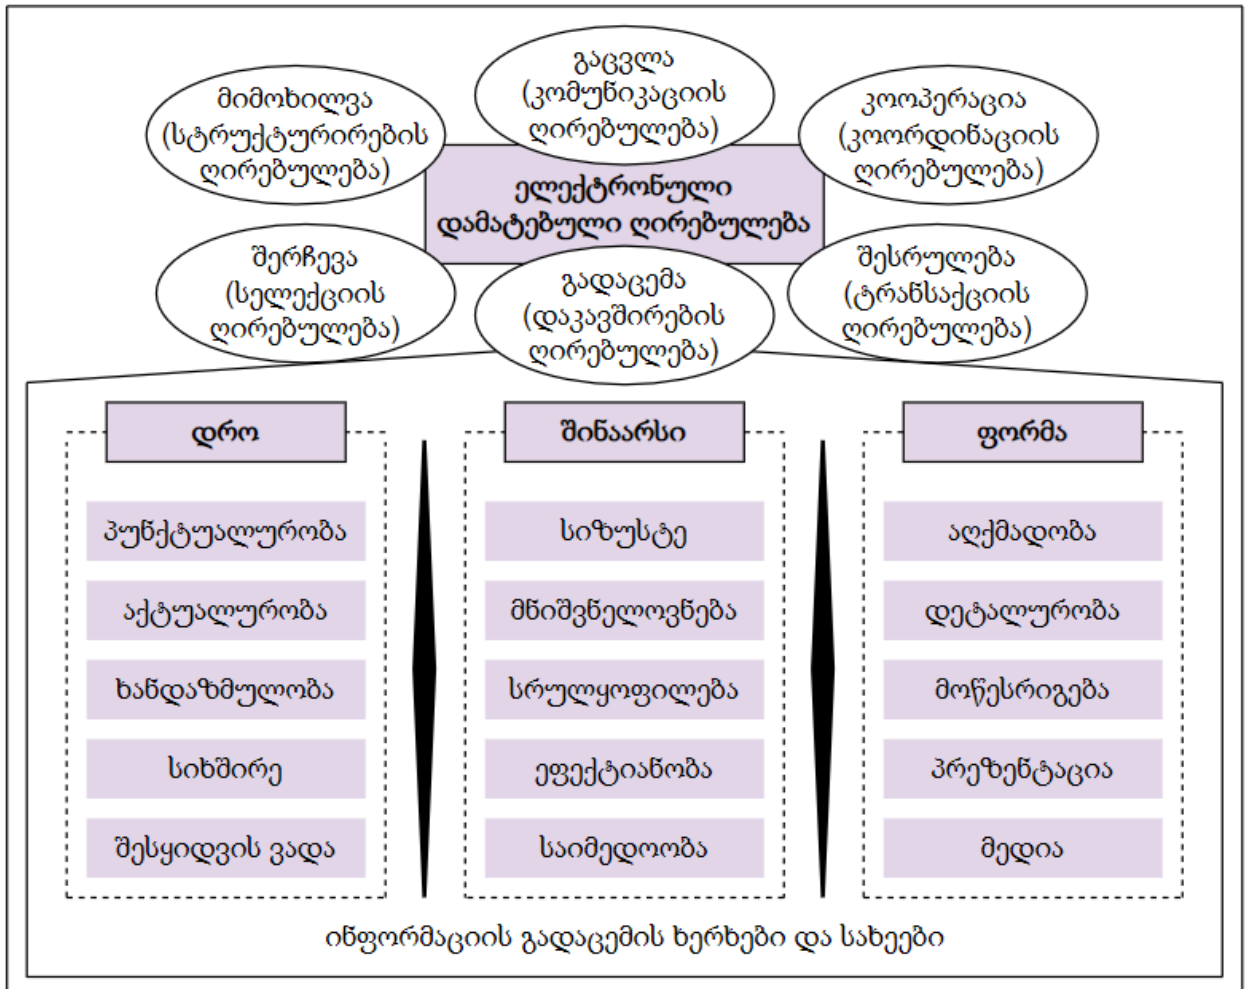 გაცვლა
(კომუნიკაციის
ღირებულება)
მიმოხილვა
(სტრუქტურირების
ღირებულება)
კოოპერაცია
(კოორდინაციის
ღირებულება)
ელექტრონული
დამატებული ღირებულება
შერჩევა
(სელექციის
ღირებულება)
გადაცემა
(დაკავშირების
ღირებულება)
შესრულება
(ტრანსაქციის
ღირებულება)
დრო
პუნქტუალურობა
აქტუალურობა
ხანდაზმულობა
სიხშირე
შესყიდვის ვადა
შინაარსი
სიზუსტე
მნიშვნელოვნება
სრულყოფილება
ეფექტიანობა
საიმედოობა
ფორმა
აღქმადობა
დეტალურობა
მოწესრიგება
პრეზენტაცია
მედია
ინფორმაციის გადაცემის ხერხები და სახეები